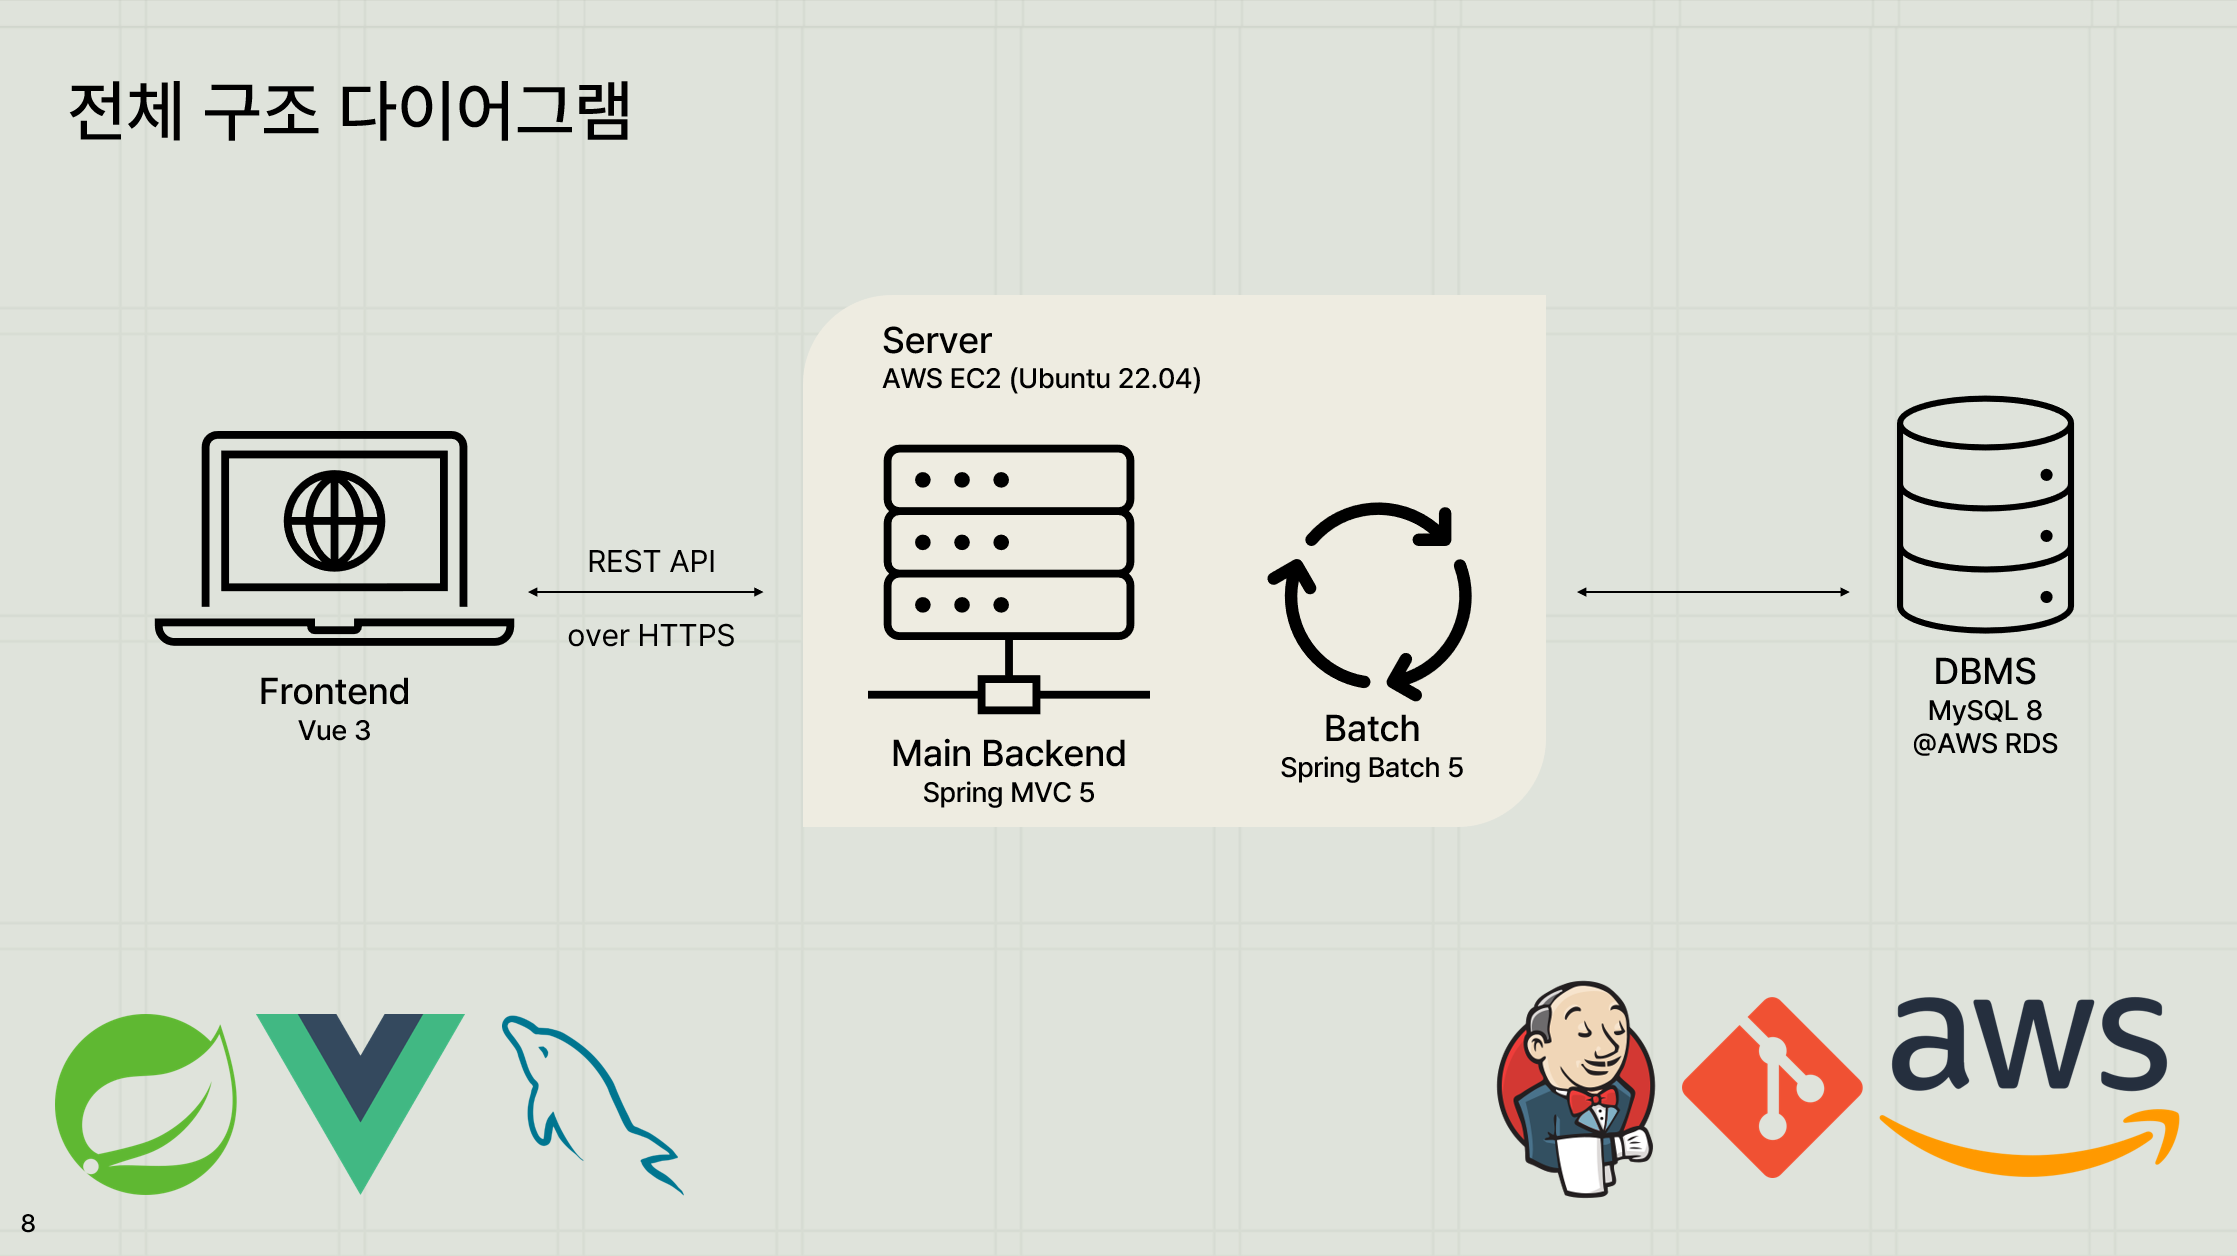 전체 구조 다이어그램
Server
AWS EC2 (Ubuntu 22.04)
REST API
over HTTPS
Frontend
Vue 3
Main Backend
Spring MVC 5
Batch
Spring Batch 5
DBMS
MySQL 8
@AWS RDS
aws
8